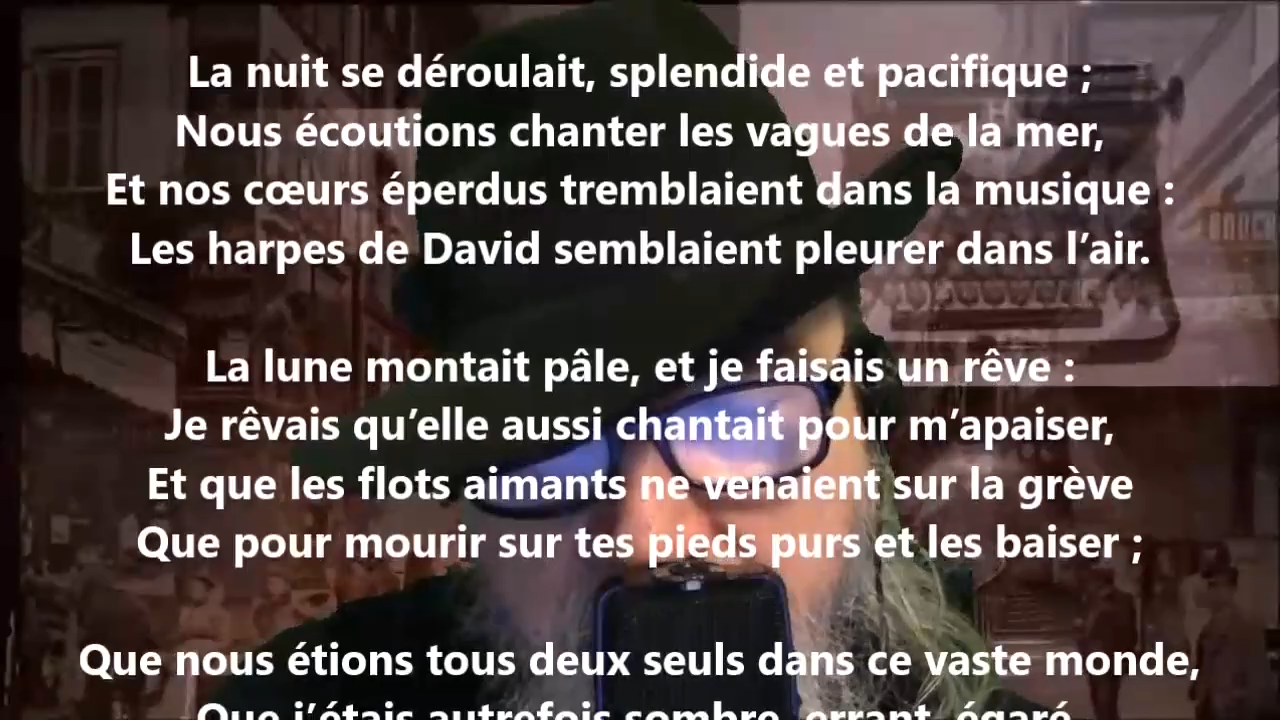 La nuit se déroulait, splendide et pacifique ;
Nous écoutions chanter les vagues de la mer,
Et nos cœurs éperdus tremblaient dans la musique :
Les harpes de David semblaient pleurer dans l’air.
La lune montait pâle, et je faisais un rêve :
Je rêvais qu’elle aussi chantait pour m’apaiser,
Et que les flots aimants ne venaient sur la grève
Que pour mourir sur tes pieds purs et les baiser ;
Que nous étions tous deux seuls dans ce vaste monde,
Que j’étais autrefois sombre, errant, égaré,